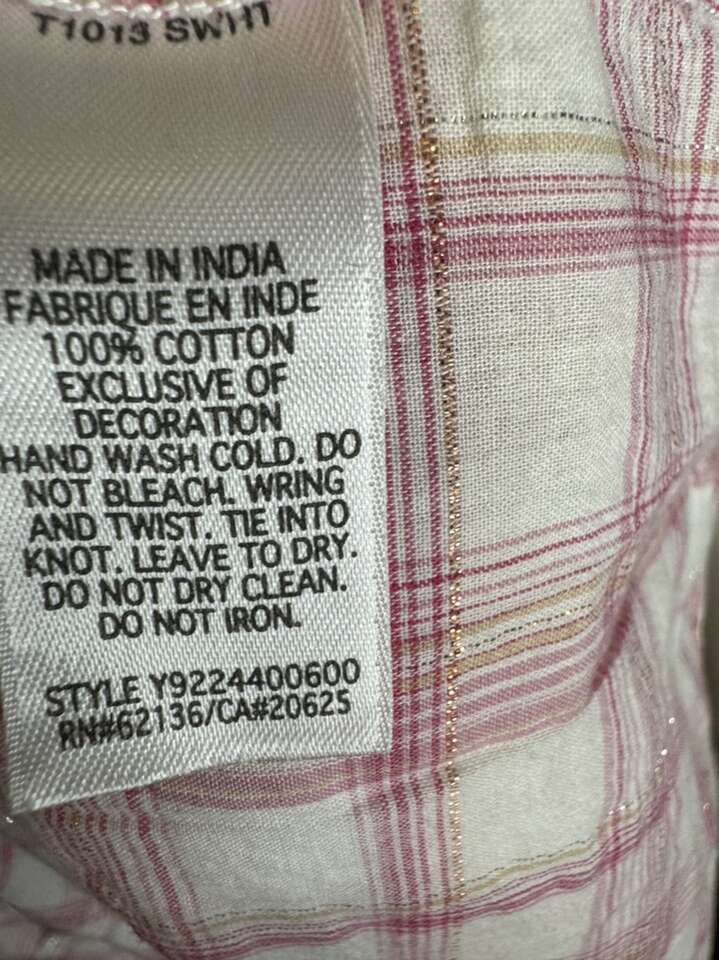 T1013 SWHT
MADE IN INDIA
FABRIQUE EN INDE
100% COTTON
EXCLUSIVE OF
DECORATION
HAND WASH COLD. DO
NOT BLEACH. WRING
AND TWIST. TIE INTO
KNOT. LEAVE TO DRY.
DO NOT DRY CLEAN.
DO NOT IRON.
STYLE Y9224400600
RN#62136/CA#20625